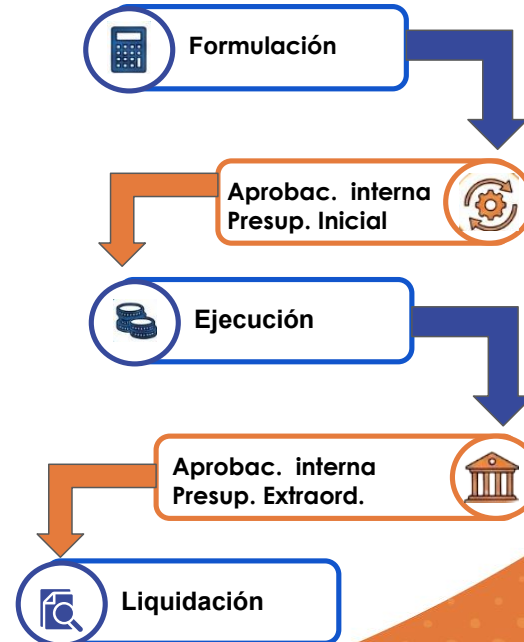 Formulación
Aprobac. interna
Presup. Inicial
Ejecución
Aprobac. interna
Presup. Extraord.
Liquidación